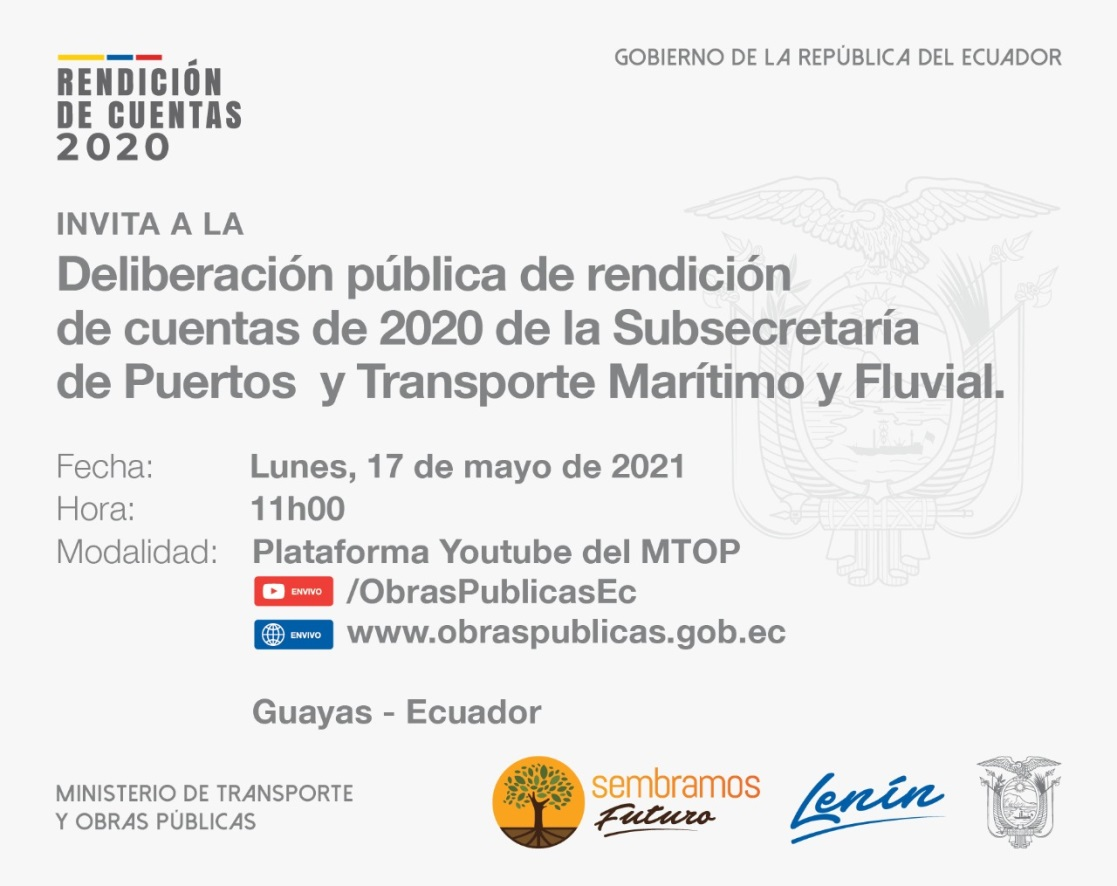 RENDICIÓN
DE CUENTAS
2020
GOBIERNO DE LA REPÚBLICA DEL ECUADOR
INVITA A LA
Deliberación pública de rendición
de cuentas de 2020 de la Subsecretaría
de Puertos y Transporte Marítimo y Fluvial.
Fecha: Lunes, 17 de mayo de 2021
Hora: 11h00
Modalidad: Plataforma Youtube del MTOP
ENVIVO /ObrasPublicasEc
ENVIVO www.obraspublicas.gob.ec
Guayas - Ecuador
MINISTERIO DE TRANSPORTE
Y OBRAS PÚBLICAS
sembramos
Futuro
Lenín